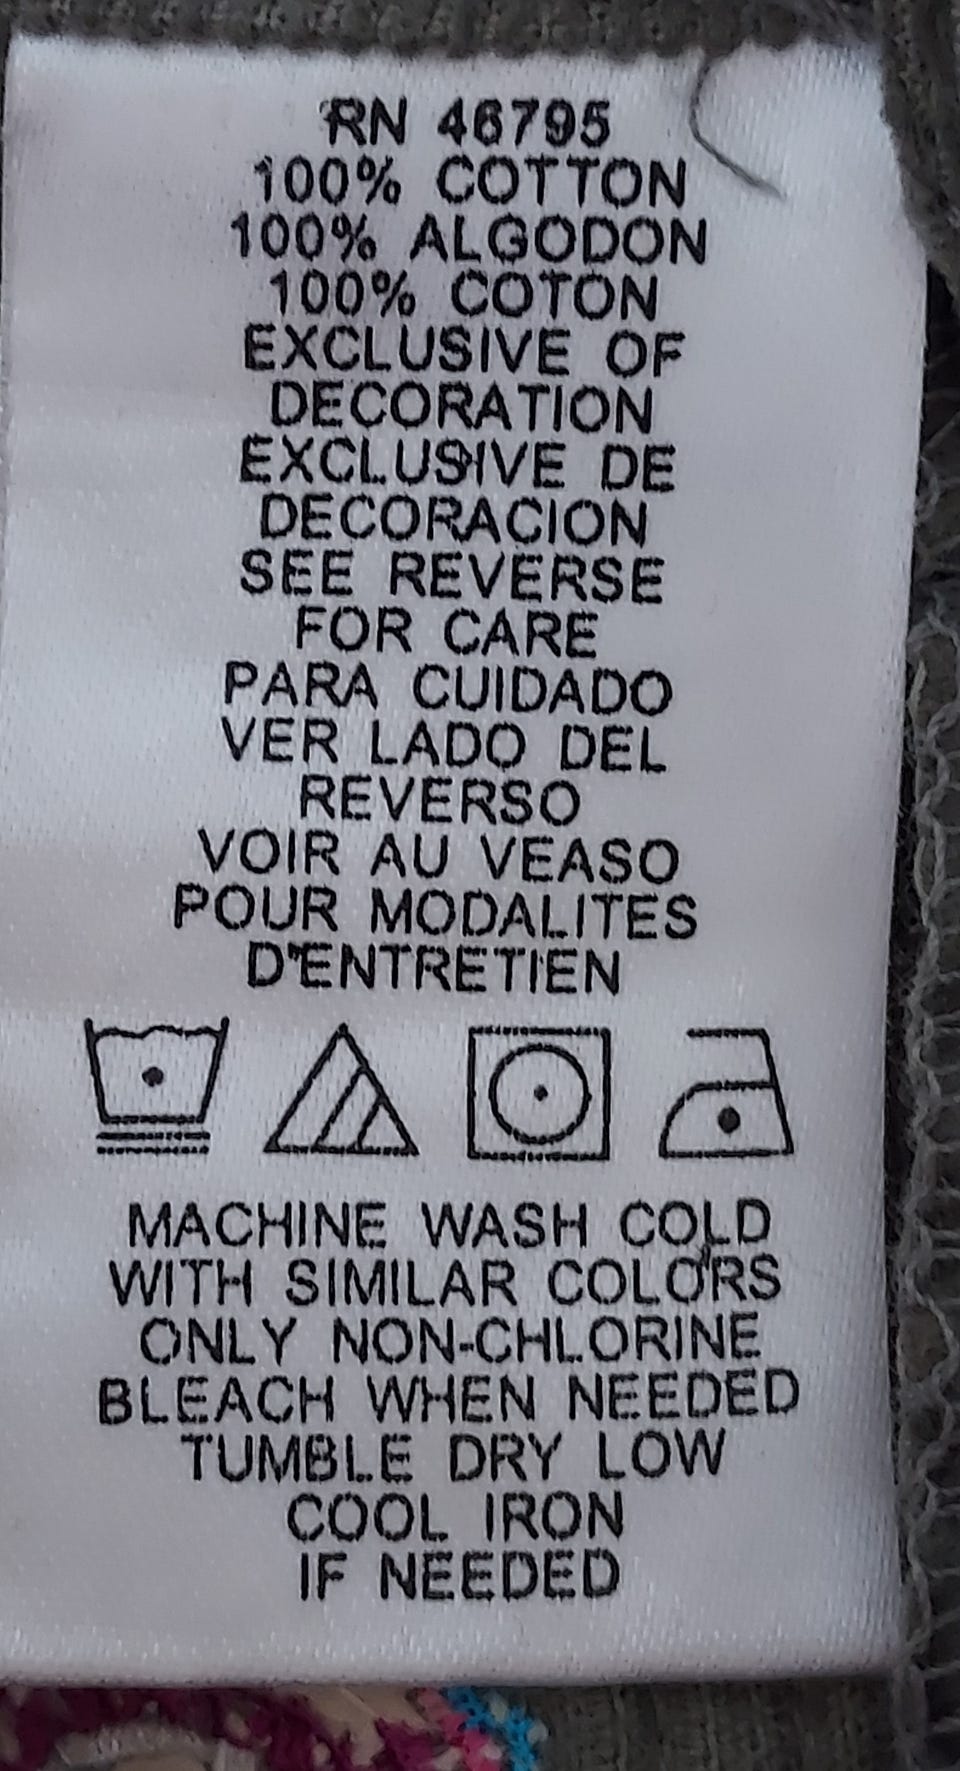 RN 46795
100% COTTON
100% ALGODON
100% COTON
EXCLUSIVE OF
DECORATION
EXCLUSIVE DE
DECORACION
SEE REVERSE
FOR CARE
PARA CUIDADO
VER LADO DEL
REVERSO
VOIR AU VEASO
POUR MODALITES
D'ENTRETIEN
MACHINE WASH COLD
WITH SIMILAR COLORS
ONLY NON-CHLORINE
BLEACH WHEN NEEDED
TUMBLE DRY LOW
COOL IRON
IF NEEDED